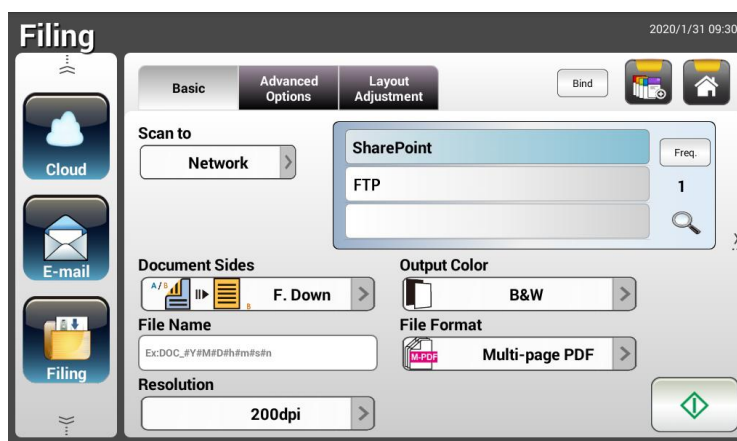 Filing
2020/1/31 09:30
Basic
Advanced
Options
Layout
Adjustment
Bind
Cloud
E-mail
Filing
Scan to
Network
SharePoint
FTP
Freq.
1
Document Sides
A/B
B
F. Down
Output Color
B&W
File Name
Ex:DOC_#Y#M#D#h#m#s#n
File Format
M-PDF
Multi-page PDF
Resolution
200dpi